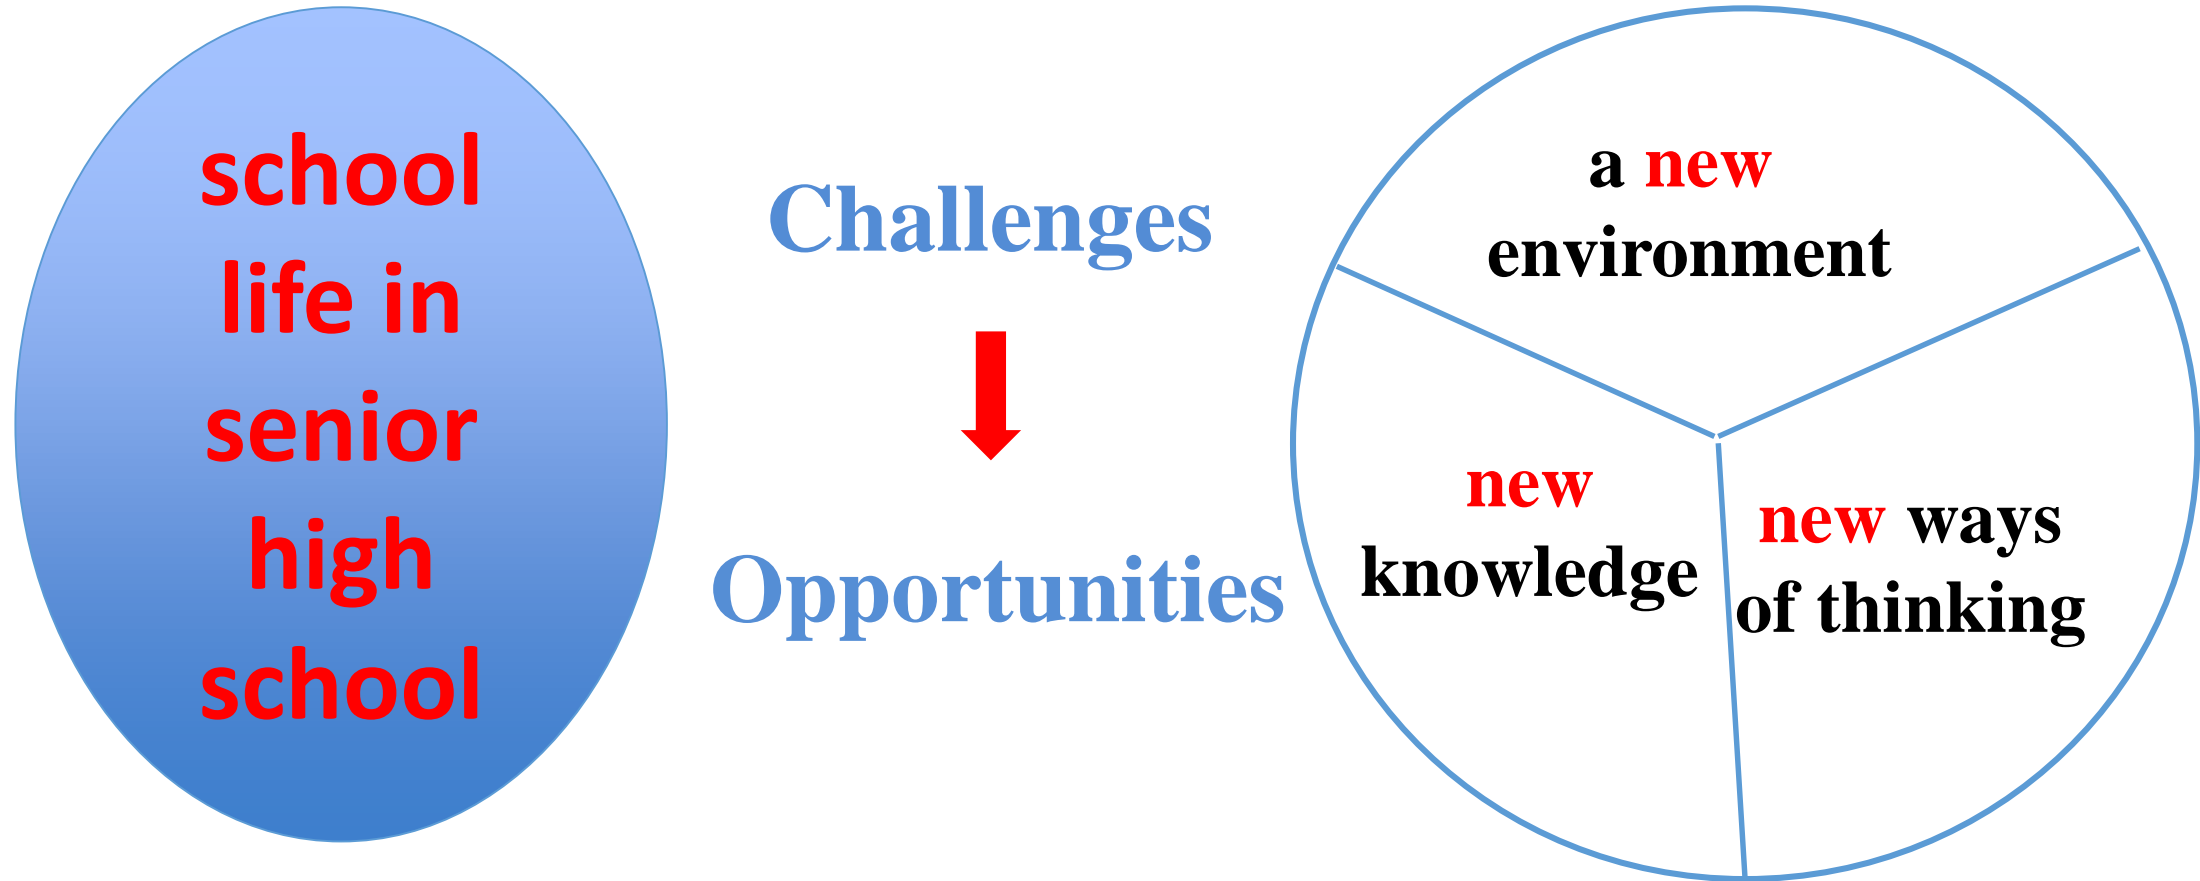 school
life in
senior
high
school
Challenges
Opportunities
a new
environment
new
knowledge
new ways
of thinking